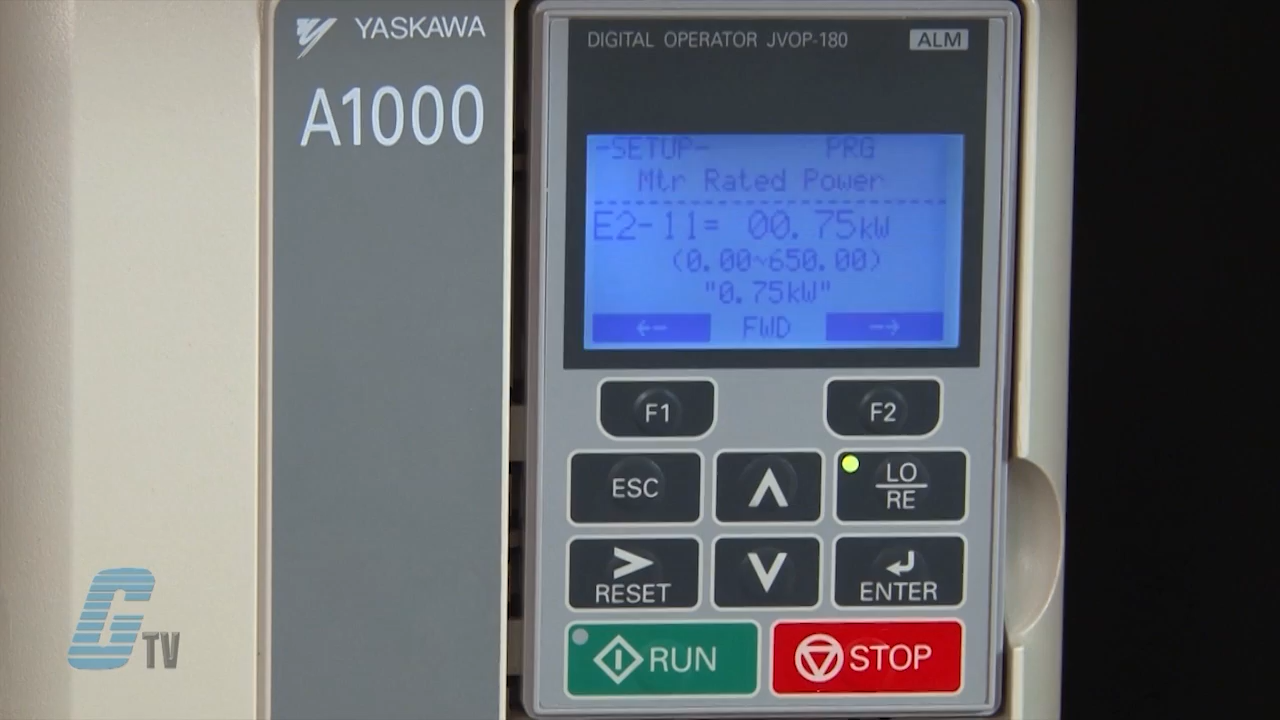 YASKAWA
A1000
DIGITAL OPERATOR JVOP-180 ALM
-SETUP- PRG
Mtr Rated Power
E2-11= 00.75kW
(0.00~650.00)
"0.75kW"
← FWD →
F1 F2
ESC LO
RE
RESET ENTER
RUN STOP
G TV